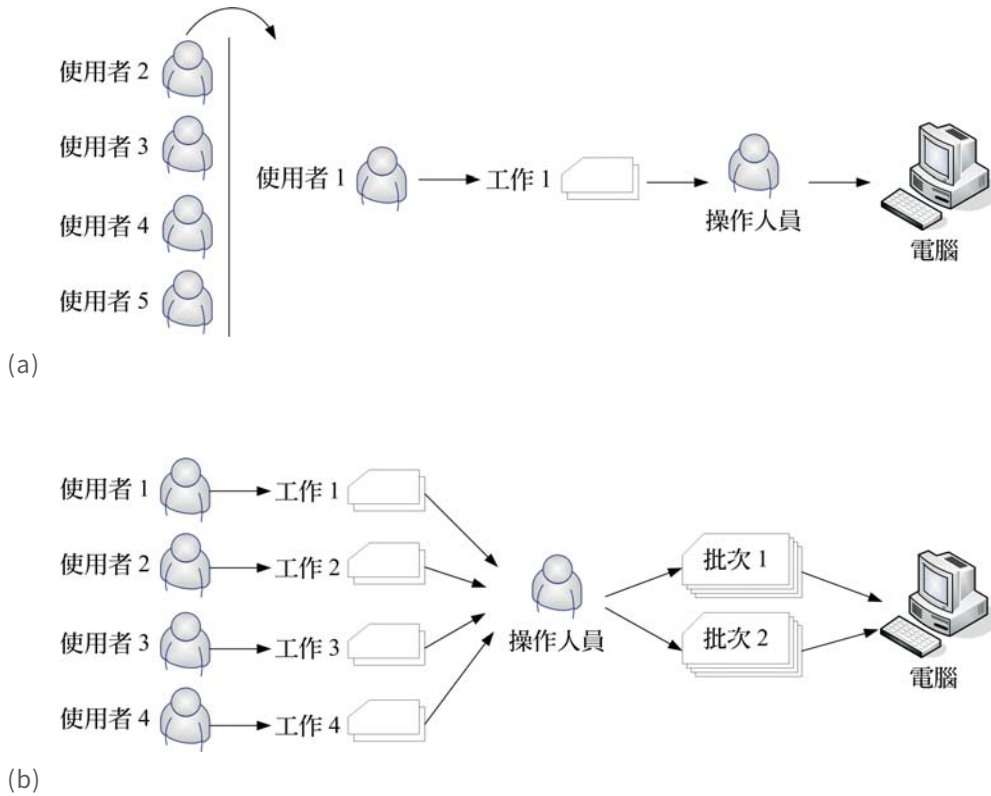 使用者 2
使用者 3
使用者 4
使用者 5
使用者 1
工作 1
操作人員
電腦
(a)
使用者 1
工作 1
使用者 2
工作 2
使用者 3
工作 3
使用者 4
工作 4
操作人員
批次 1
批次 2
電腦
(b)